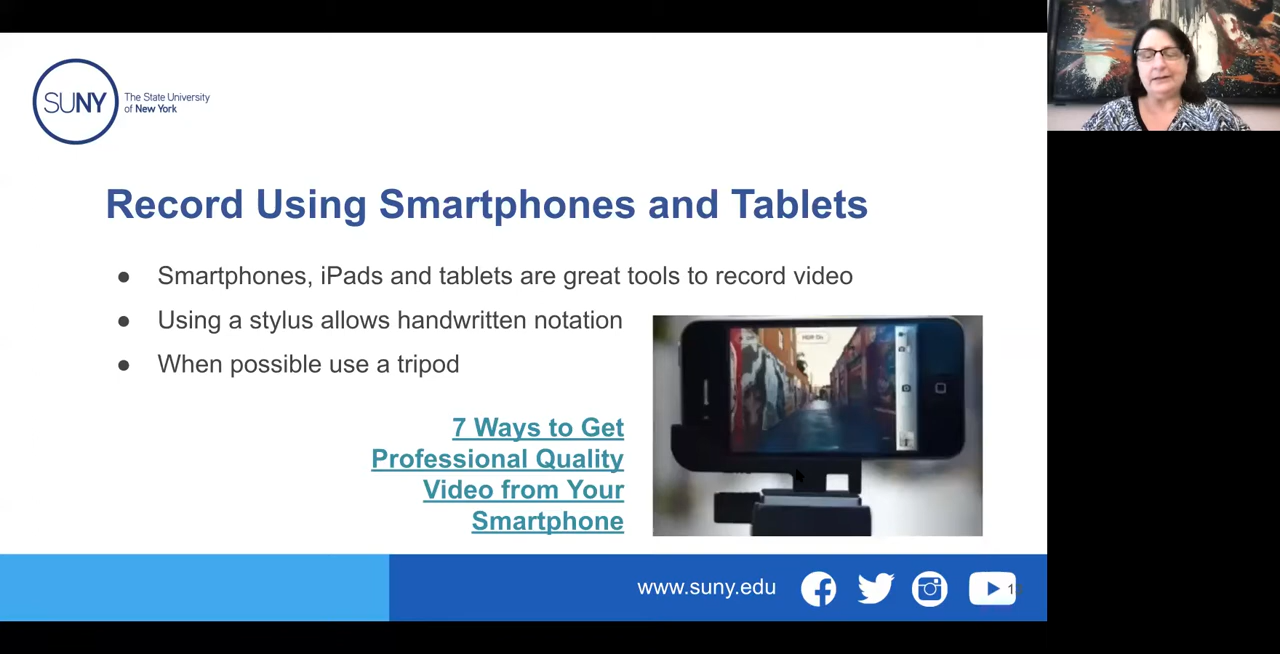 SUNY
The State University
of New York
Record Using Smartphones and Tablets
● Smartphones, iPads and tablets are great tools to record video
● Using a stylus allows handwritten notation
● When possible use a tripod
7 Ways to Get
Professional Quality
Video from Your
Smartphone
www.suny.edu